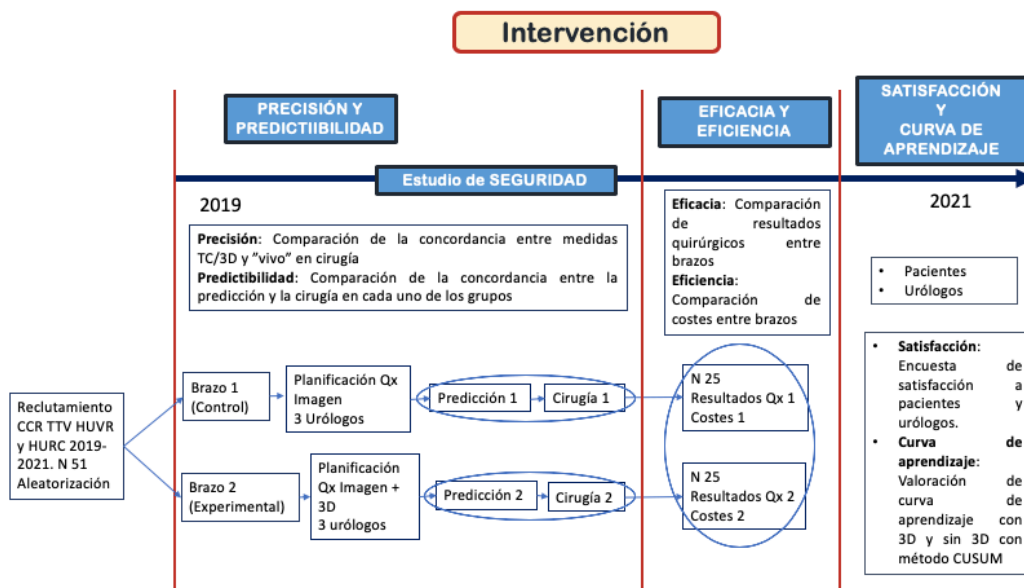 Intervención
PRECISIÓN Y
PREDICTIIBILIDAD
EFICACIA Y
EFICIENCIA
SATISFACCIÓN
Y
CURVA DE
APRENDIZAJE
Estudio de SEGURIDAD
2019
2021
Precisión: Comparación de la concordancia entre medidas
TC/3D y "vivo" en cirugía
Predictibilidad: Comparación de la concordancia entre la
predicción y la cirugía en cada uno de los grupos
Eficacia: Comparación
de resultados
quirúrgicos entre
brazos
Eficiencia:
Comparación de
costes entre brazos
• Pacientes
• Urólogos
Reclutamiento
CCR TTV HUVR
y HURC 2019-
2021. N 51
Aleatorización
Brazo 1
(Control)
Planificación Qx
Imagen
3 Urólogos
Predicción 1
Cirugía 1
N 25
Resultados Qx 1
Costes 1
Brazo 2
(Experimental)
Planificación
Qx Imagen +
3D
3 urólogos
Predicción 2
Cirugía 2
N 25
Resultados Qx 2
Costes 2
• Satisfacción:
Encuesta de
satisfacción a
pacientes y
urólogos.
• Curva de
aprendizaje:
Valoración de
curva de
aprendizaje con
3D y sin 3D con
método CUSUM